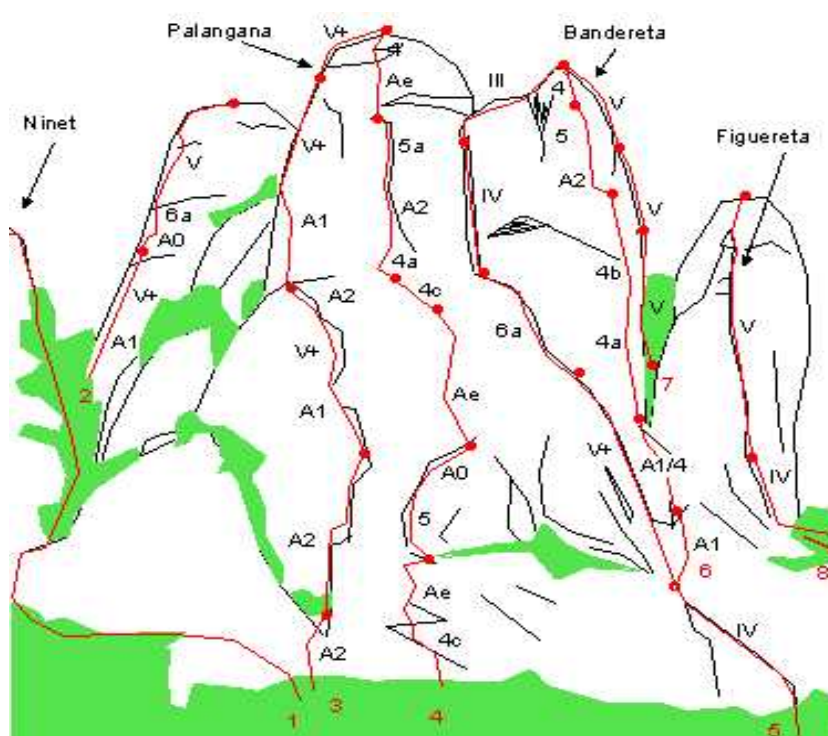 V+
Palangana
Bandereta
4'
Ae
III
4
V
Ninet
Figuereta
V
V+
5a
5
6a
IV
A2
A0
A1
A2
V
V+
4a
4b
A2
4c
V
V
A1
V+
6a
4a
2
Ae
7
A1
V+
A1/4
A0
IV
5
A2
A1
6
8
Ae
4c
IV
A2
1
3
4
5